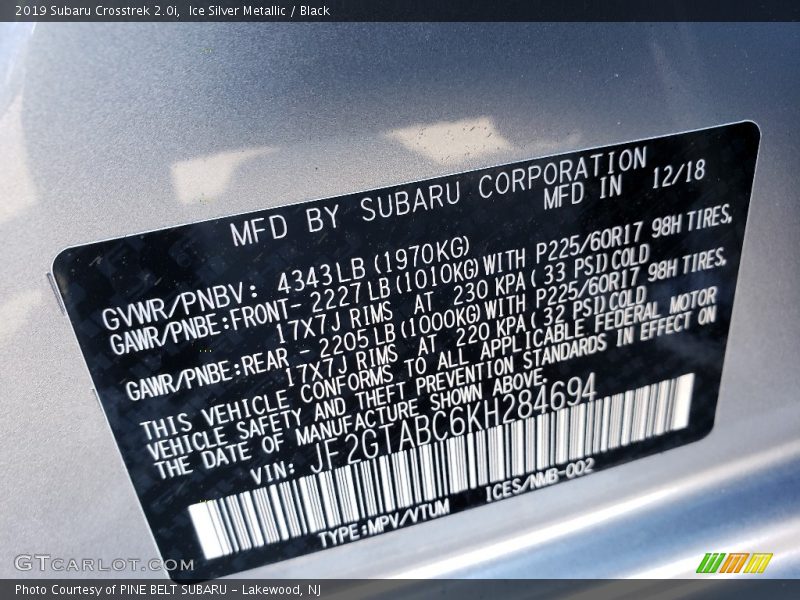 2019 Subaru Crosstrek 2.0i,  Ice Silver Metallic / Black
MFD BY SUBARU CORPORATION
MFD IN 12/18
GVWR/PNBV: 4343LB (1970KG)
GAWR/PNBE:FRONT- 2227LB (1010KG) WITH P225/60R17 98H TIRES,
17X7J RIMS AT 230 KPA( 33 PSI) COLD
GAWR/PNBE:REAR - 2205LB (1000KG) WITH P225/60R17 98H TIRES,
17X7J RIMS AT 220 KPA( 32 PSI) COLD
THIS VEHICLE CONFORMS TO ALL APPLICABLE FEDERAL MOTOR
VEHICLE SAFETY AND THEFT PREVENTION STANDARDS IN EFFECT ON
THE DATE OF MANUFACTURE SHOWN ABOVE.
VIN: JF2GTABC6KH284694
TYPE:MPV/VTUM ICES/NMB-002
GTCarLot.com
Photo Courtesy of PINE BELT SUBARU - Lakewood, NJ